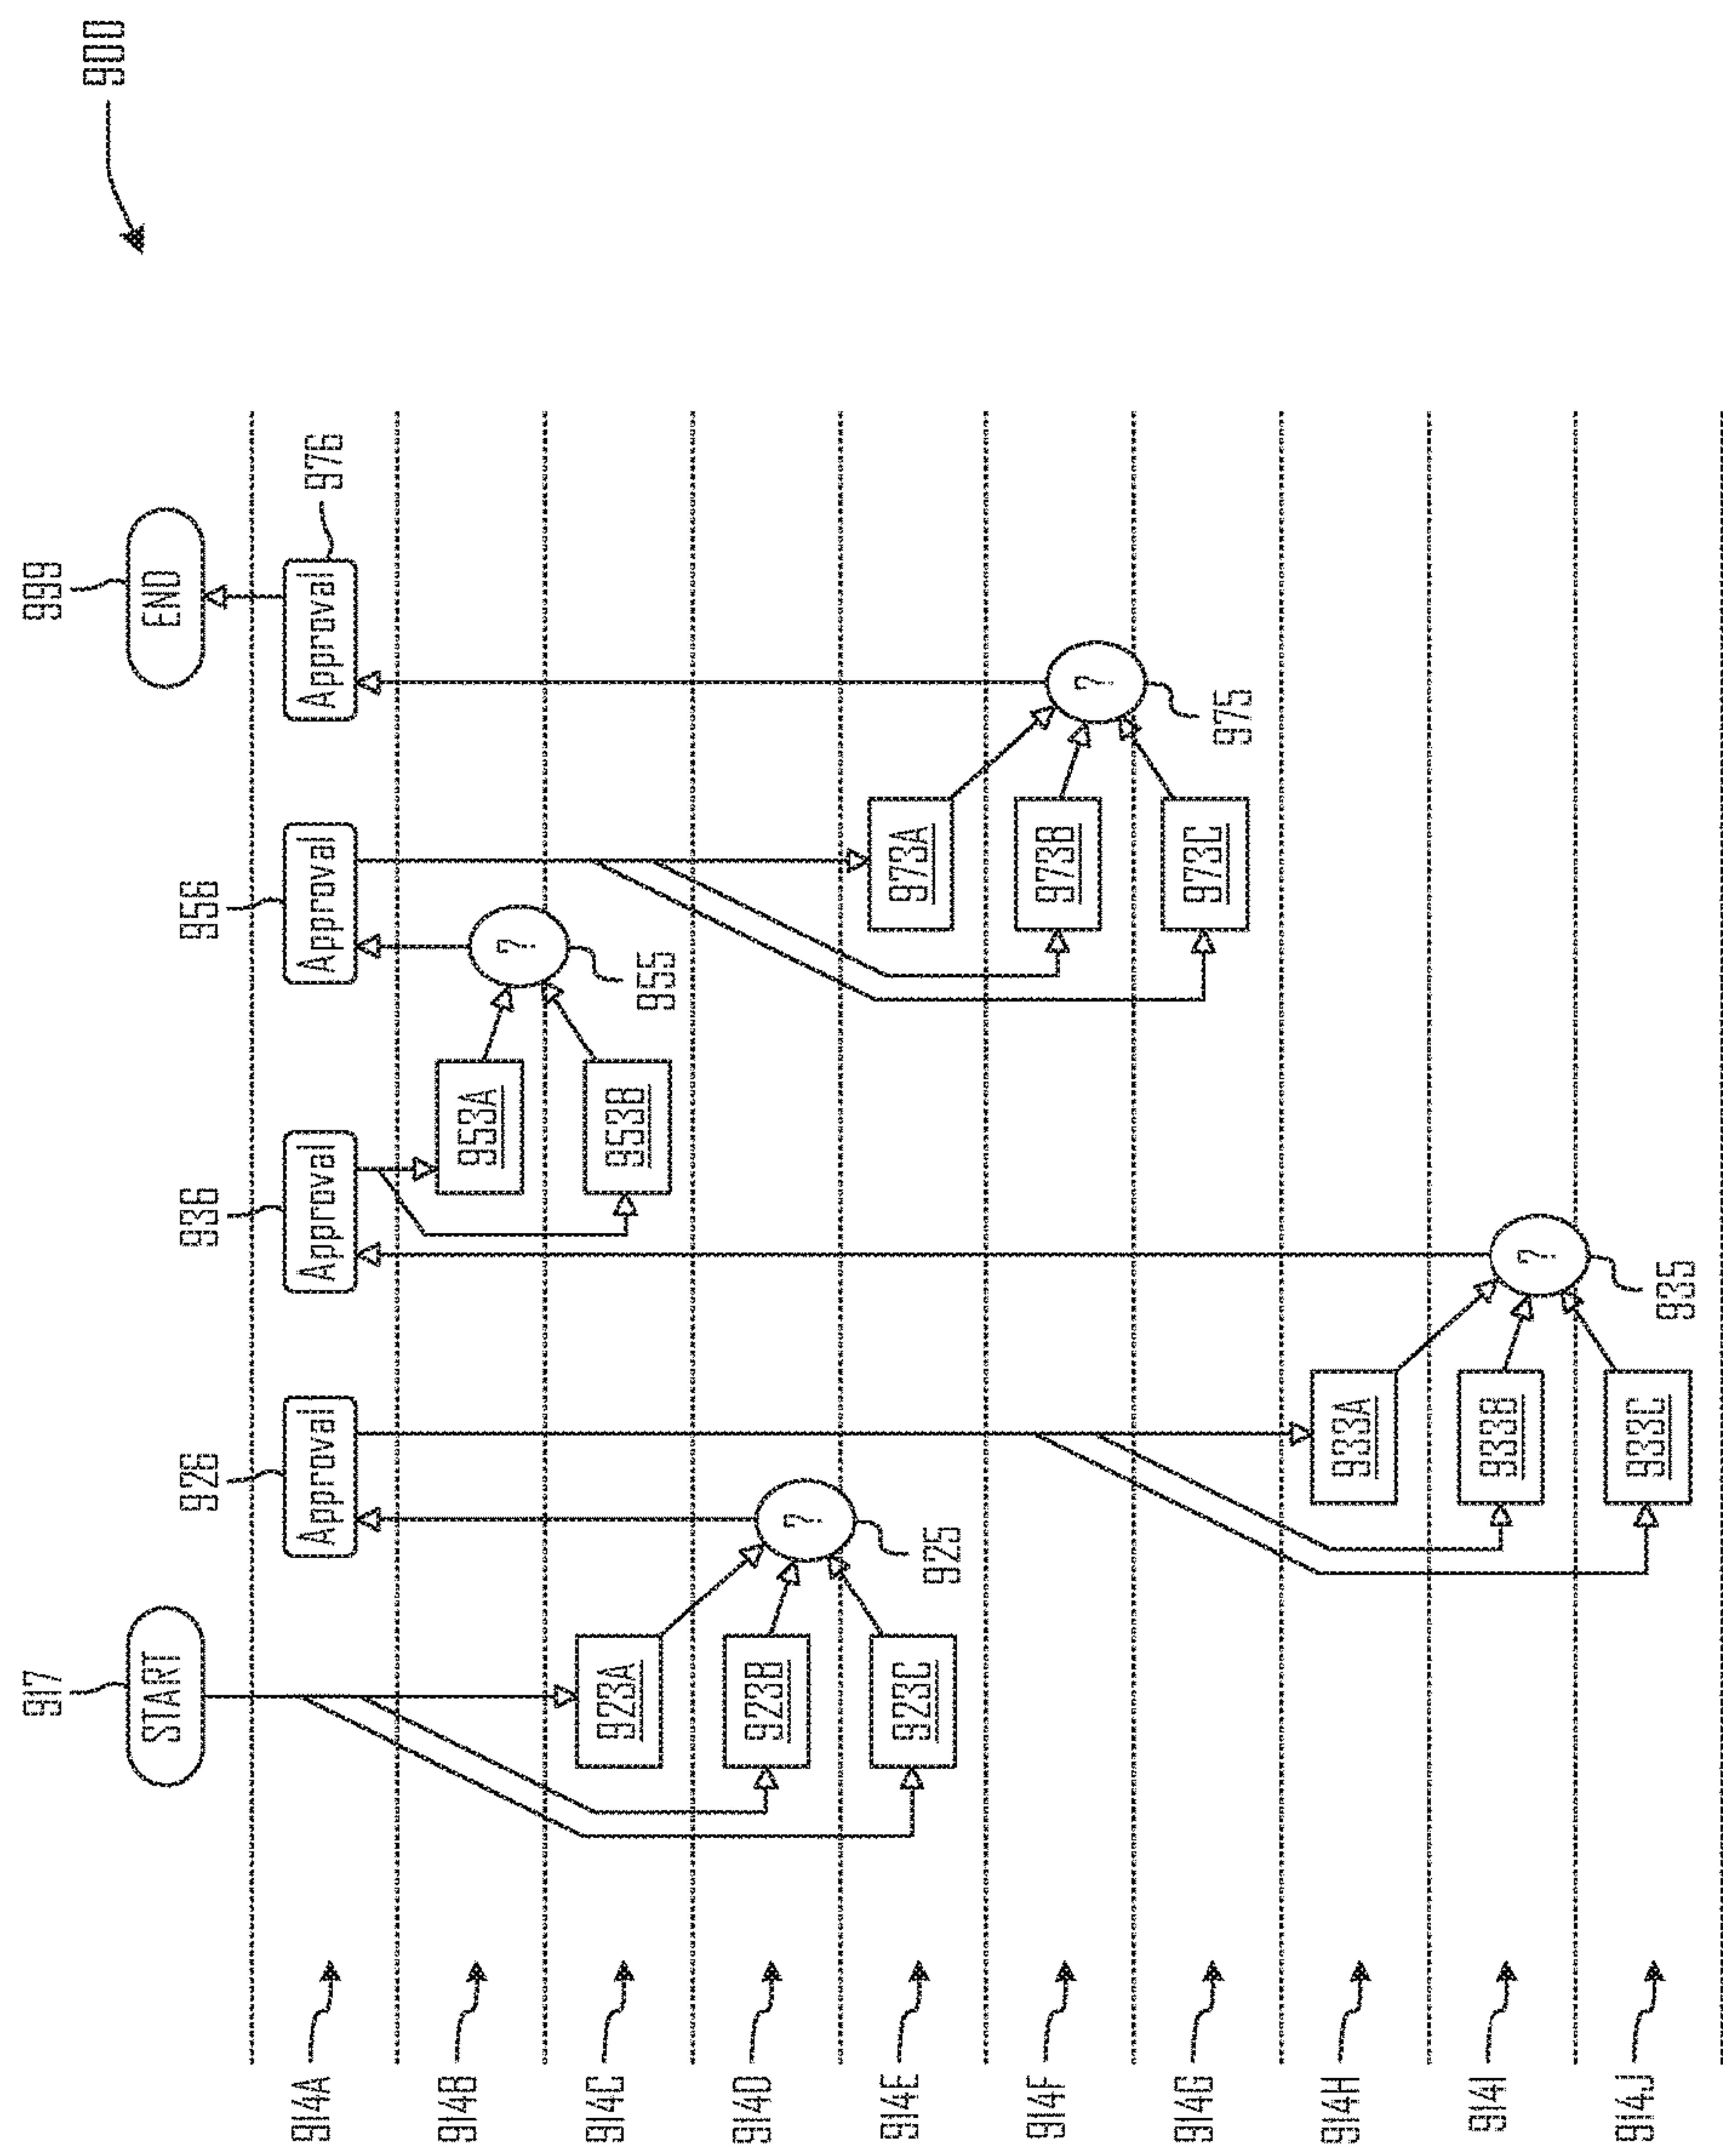 900
917
START
999
END
926
Approval
936
Approval
956
Approval
976
Approval
914A
914B
953A
955
?
914C
923A
953B
914D
923B
925
?
914E
923C
973A
914F
973B
975
?
914G
973C
914H
933A
914I
933B
935
?
914J
933C